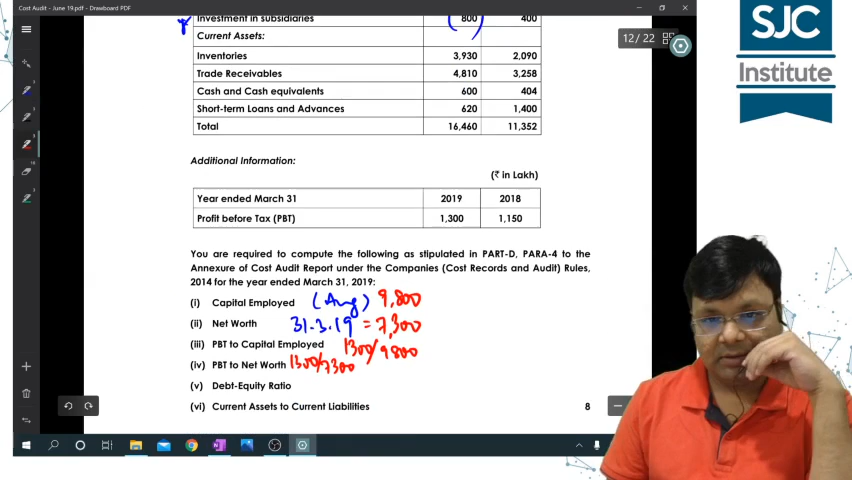 Cost Audit - June 19.pdf - Drawboard PDF
SJC
Institute
12 / 22
Investment in subsidiaries (800 400
Current Assets:
Inventories 3,930 2,090
Trade Receivables 4,810 3,258
Cash and Cash equivalents 600 404
Short-term Loans and Advances 620 1,400
Total 16,460 11,352
Additional Information:
(₹ in Lakh)
Year ended March 31 2019 2018
Profit before Tax (PBT) 1,300 1,150
You are required to compute the following as stipulated in PART-D, PARA-4 to the
Annexure of Cost Audit Report under the Companies (Cost Records and Audit) Rules,
2014 for the year ended March 31, 2019:
(i) Capital Employed (Avg) 9,800
(ii) Net Worth 31-3-19 = 7,300
(iii) PBT to Capital Employed 1300/9800
(iv) PBT to Net Worth 1300/7300
(v) Debt-Equity Ratio
(vi) Current Assets to Current Liabilities 8